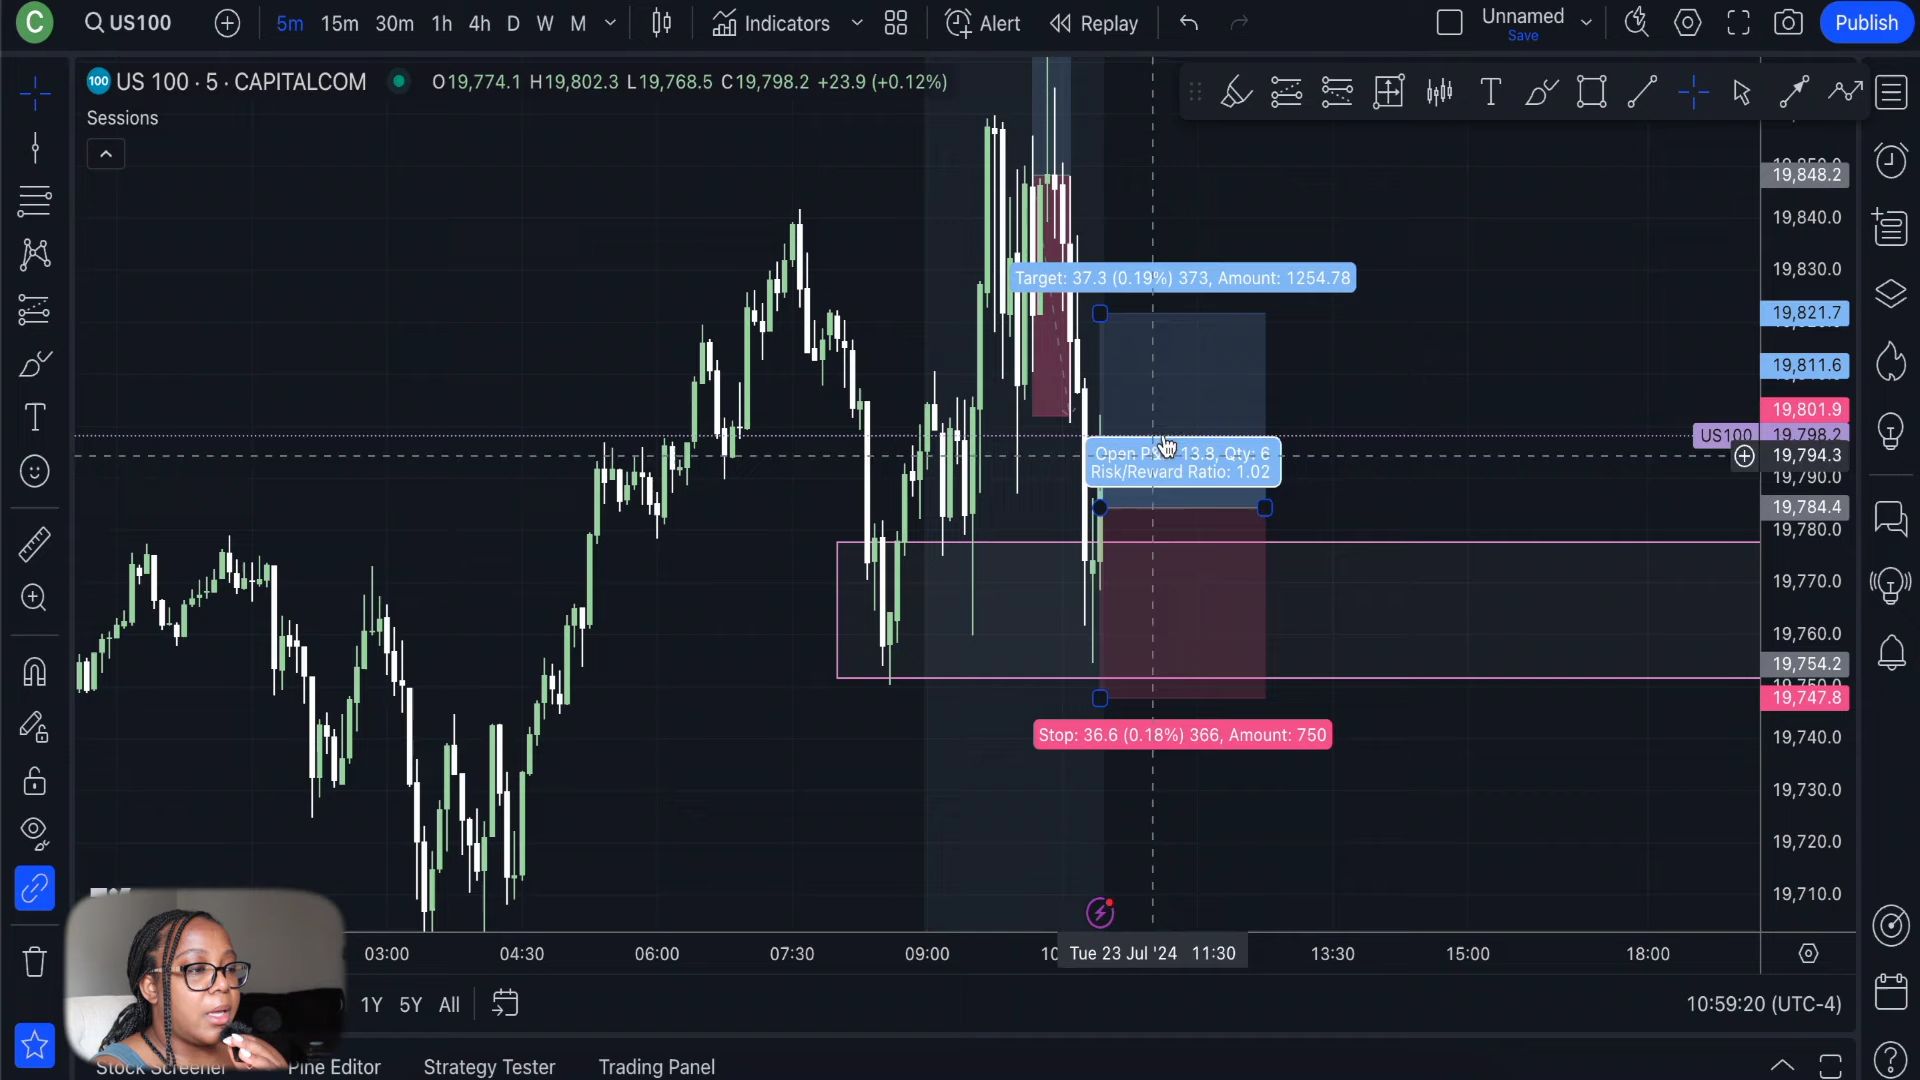 C
US100
5m
15m
30m
1h
4h
D
W
M
Indicators
Alert
Replay
Unnamed
Save
Publish
100
US 100 · 5 · CAPITALCOM
O19,774.1 H19,802.3 L19,768.5 C19,798.2 +23.9 (+0.12%)
Sessions
19,848.2
19,840.0
19,830.0
Target: 37.3 (0.19%) 373, Amount: 1254.78
19,821.7
19,811.6
19,801.9
US100
19,798.2
19,794.3
Qty: 6
Risk/Reward Ratio: 1.02
19,790.0
19,784.4
19,780.0
19,770.0
19,760.0
19,754.2
19,747.8
Stop: 36.6 (0.18%) 366, Amount: 750
19,740.0
19,730.0
19,720.0
19,710.0
03:00
04:30
06:00
07:30
09:00
Tue 23 Jul '24 11:30
13:30
15:00
18:00
1Y
5Y
All
10:59:20 (UTC-4)
Stock Screener
Pine Editor
Strategy Tester
Trading Panel